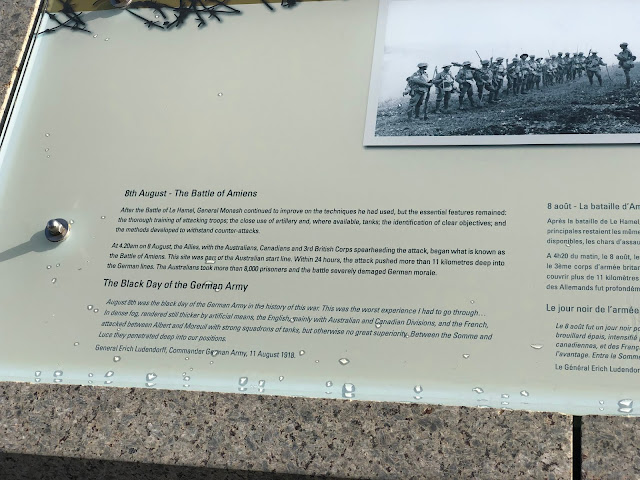 8th August - The Battle of Amiens
After the Battle of Le Hamel, General Monash continued to improve on the techniques he had used, but the essential features remained:
the thorough training of attacking troops; the close use of artillery and, where available, tanks; the identification of clear objectives; and
the methods developed to withstand counter-attacks.
At 4.20am on 8 August, the Allies, with the Australians, Canadians and 3rd British Corps spearheading the attack, began what is known as
the Battle of Amiens. This site was part of the Australian start line. Within 24 hours, the attack pushed more than 11 kilometres deep into
the German lines. The Australians took more than 8,000 prisoners and the battle severely damaged German morale.
The Black Day of the German Army
August 8th was the black day of the German Army in the history of this war. This was the worst experience I had to go through...
In dense fog, rendered still thicker by artificial means, the English, mainly with Australian and Canadian Divisions, and the French,
attacked between Albert and Moreuil with strong squadrons of tanks, but otherwise no great superiority. Between the Somme and
Luce they penetrated deep into our positions.
General Erich Ludendorff, Commander German Army, 11 August 1918.
8 août - La bataille d'Am
Après la bataille de Le Hamel
principales restaient les même
disponibles, les chars d'assau
A 4h20 du matin, le 8 août, le
le 3ème corps d'armée britan
couvrir plus de 11 kilomètres
des Allemands fut profondém
Le jour noir de l'armée
Le 8 août fut un jour noir po
brouillard épais, intensifié p
canadiennes, et des França
l'avantage. Entre la Somme
Le Général Erich Ludendorf